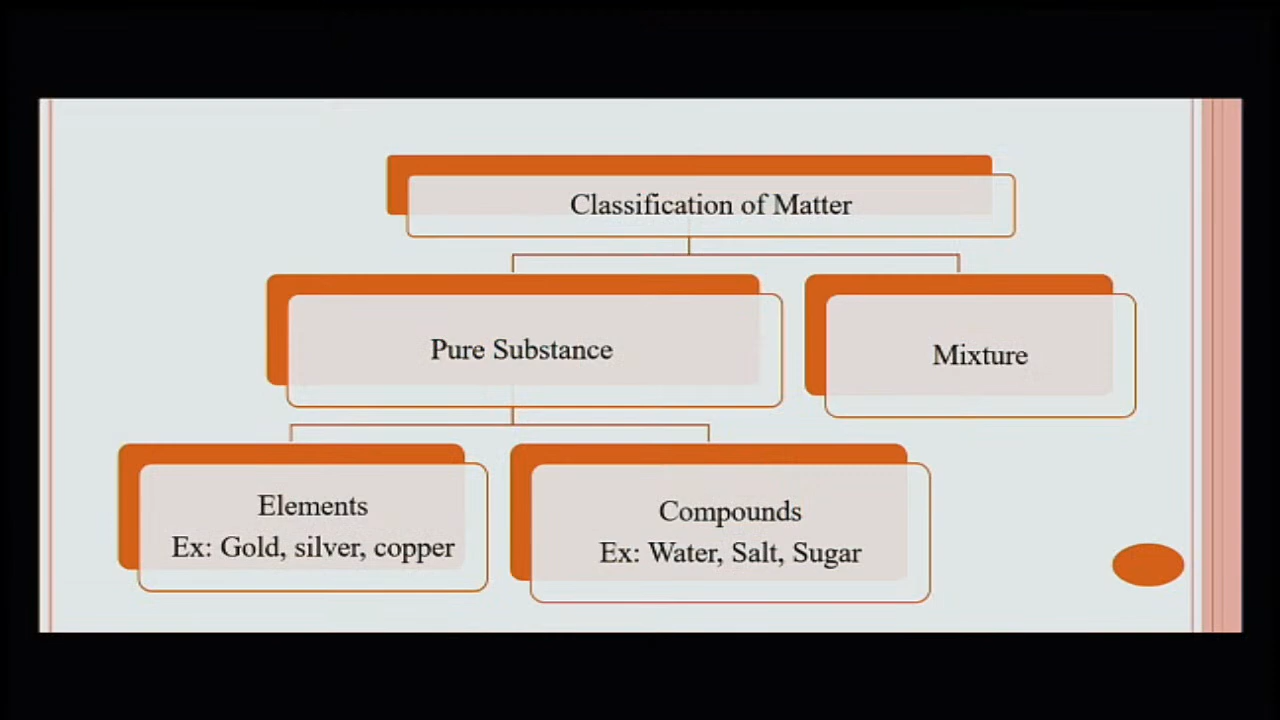 Classification of Matter
Pure Substance
Mixture
Elements
Ex: Gold, silver, copper
Compounds
Ex: Water, Salt, Sugar